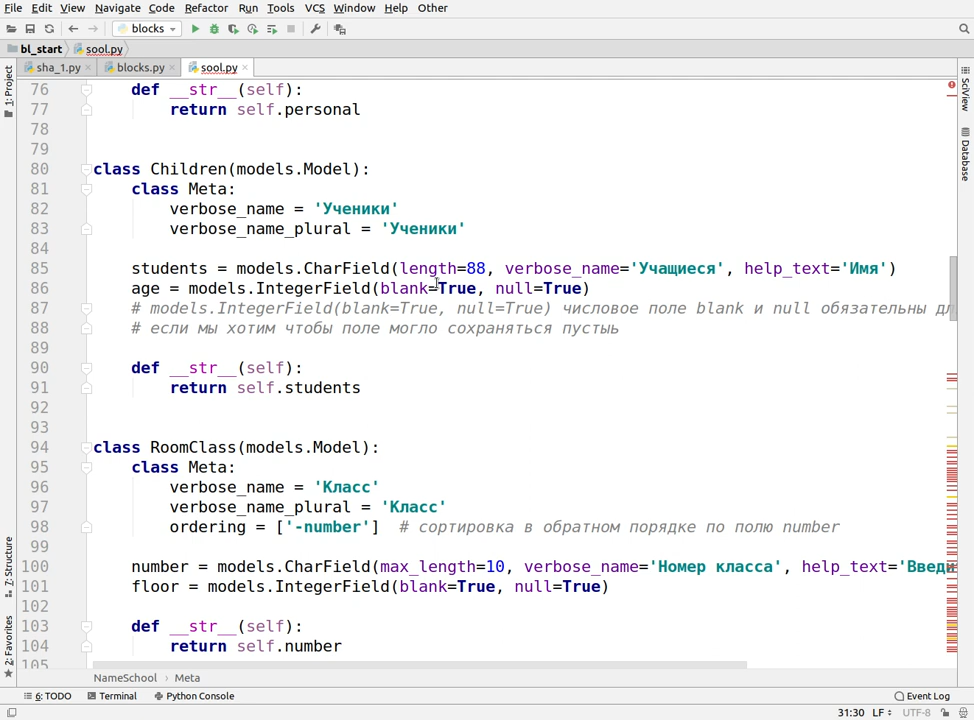 File Edit View Navigate Code Refactor Run Tools VCS Window Help Other
blocks
bl_start sool.py
sha_1.py blocks.py sool.py
76 def __str__(self):
77 return self.personal
78
79
80 class Children(models.Model):
81 class Meta:
82 verbose_name = 'Ученики'
83 verbose_name_plural = 'Ученики'
84
85 students = models.CharField(length=88, verbose_name='Учащиеся', help_text='Имя')
86 age = models.IntegerField(blank=True, null=True)
87 # models.IntegerField(blank=True, null=True) числовое поле blank и null обязательны дл
88 # если мы хотим чтобы поле могло сохраняться пустыь
89
90 def __str__(self):
91 return self.students
92
93
94 class RoomClass(models.Model):
95 class Meta:
96 verbose_name = 'Класс'
97 verbose_name_plural = 'Класс'
98 ordering = ['-number'] # сортировка в обратном порядке по полю number
99
100 number = models.CharField(max_length=10, verbose_name='Номер класса', help_text='Введи
101 floor = models.IntegerField(blank=True, null=True)
102
103 def __str__(self):
104 return self.number
105
1: Project
7: Structure
2: Favorites
SciView
Database
NameSchool › Meta
6: TODO Terminal Python Console Event Log
31:30 LF UTF-8